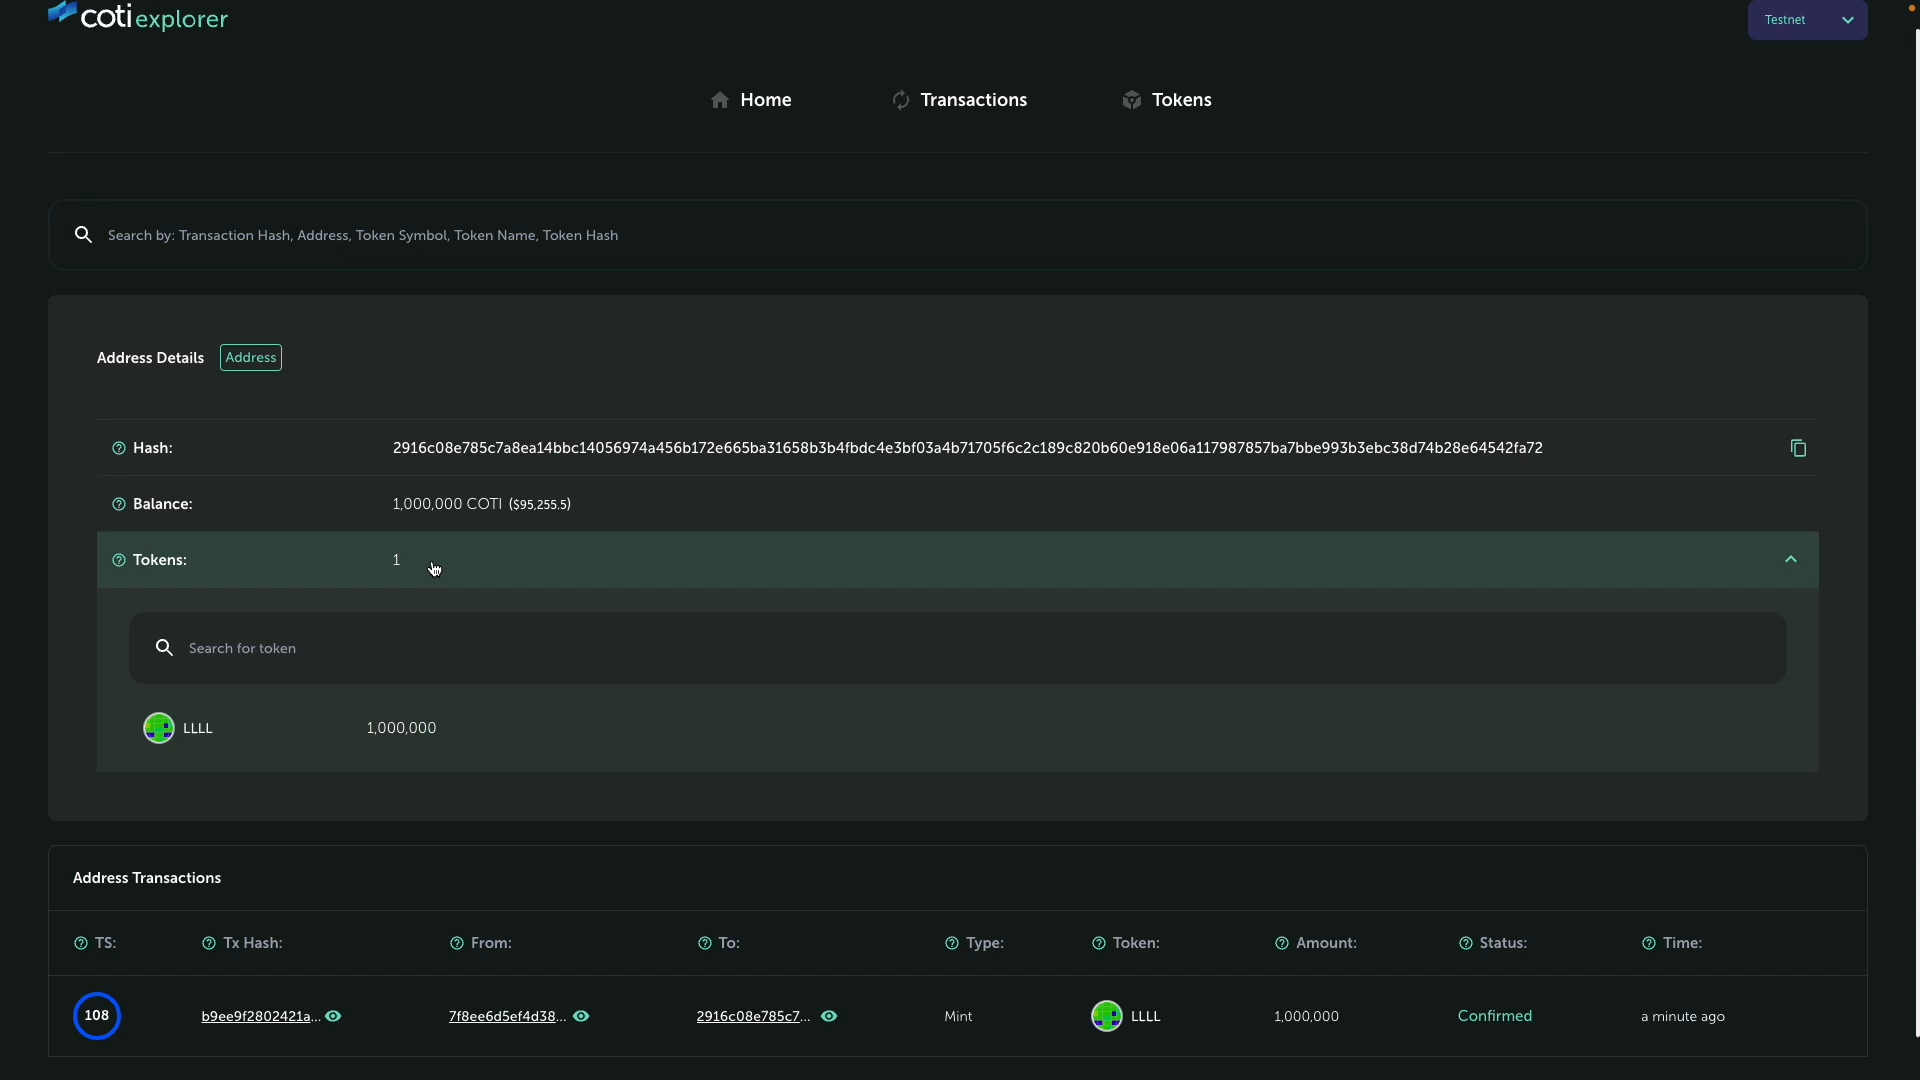 coti explorer
Testnet
Home
Transactions
Tokens
Search by: Transaction Hash, Address, Token Symbol, Token Name, Token Hash
Address Details
Address
Hash:
2916c08e785c7a8ea14bbc14056974a456b172e665ba31658b3b4fbdc4e3bf03a4b71705f6c2c189c820b60e918e06a117987857ba7bbe993b3ebc38d74b28e64542fa72
Balance:
1,000,000 COTI ($95,255.5)
Tokens:
1
Search for token
LLLL
1,000,000
Address Transactions
TS:
Tx Hash:
From:
To:
Type:
Token:
Amount:
Status:
Time:
108
b9ee9f2802421a...
7f8ee6d5ef4d38...
2916c08e785c7...
Mint
LLLL
1,000,000
Confirmed
a minute ago